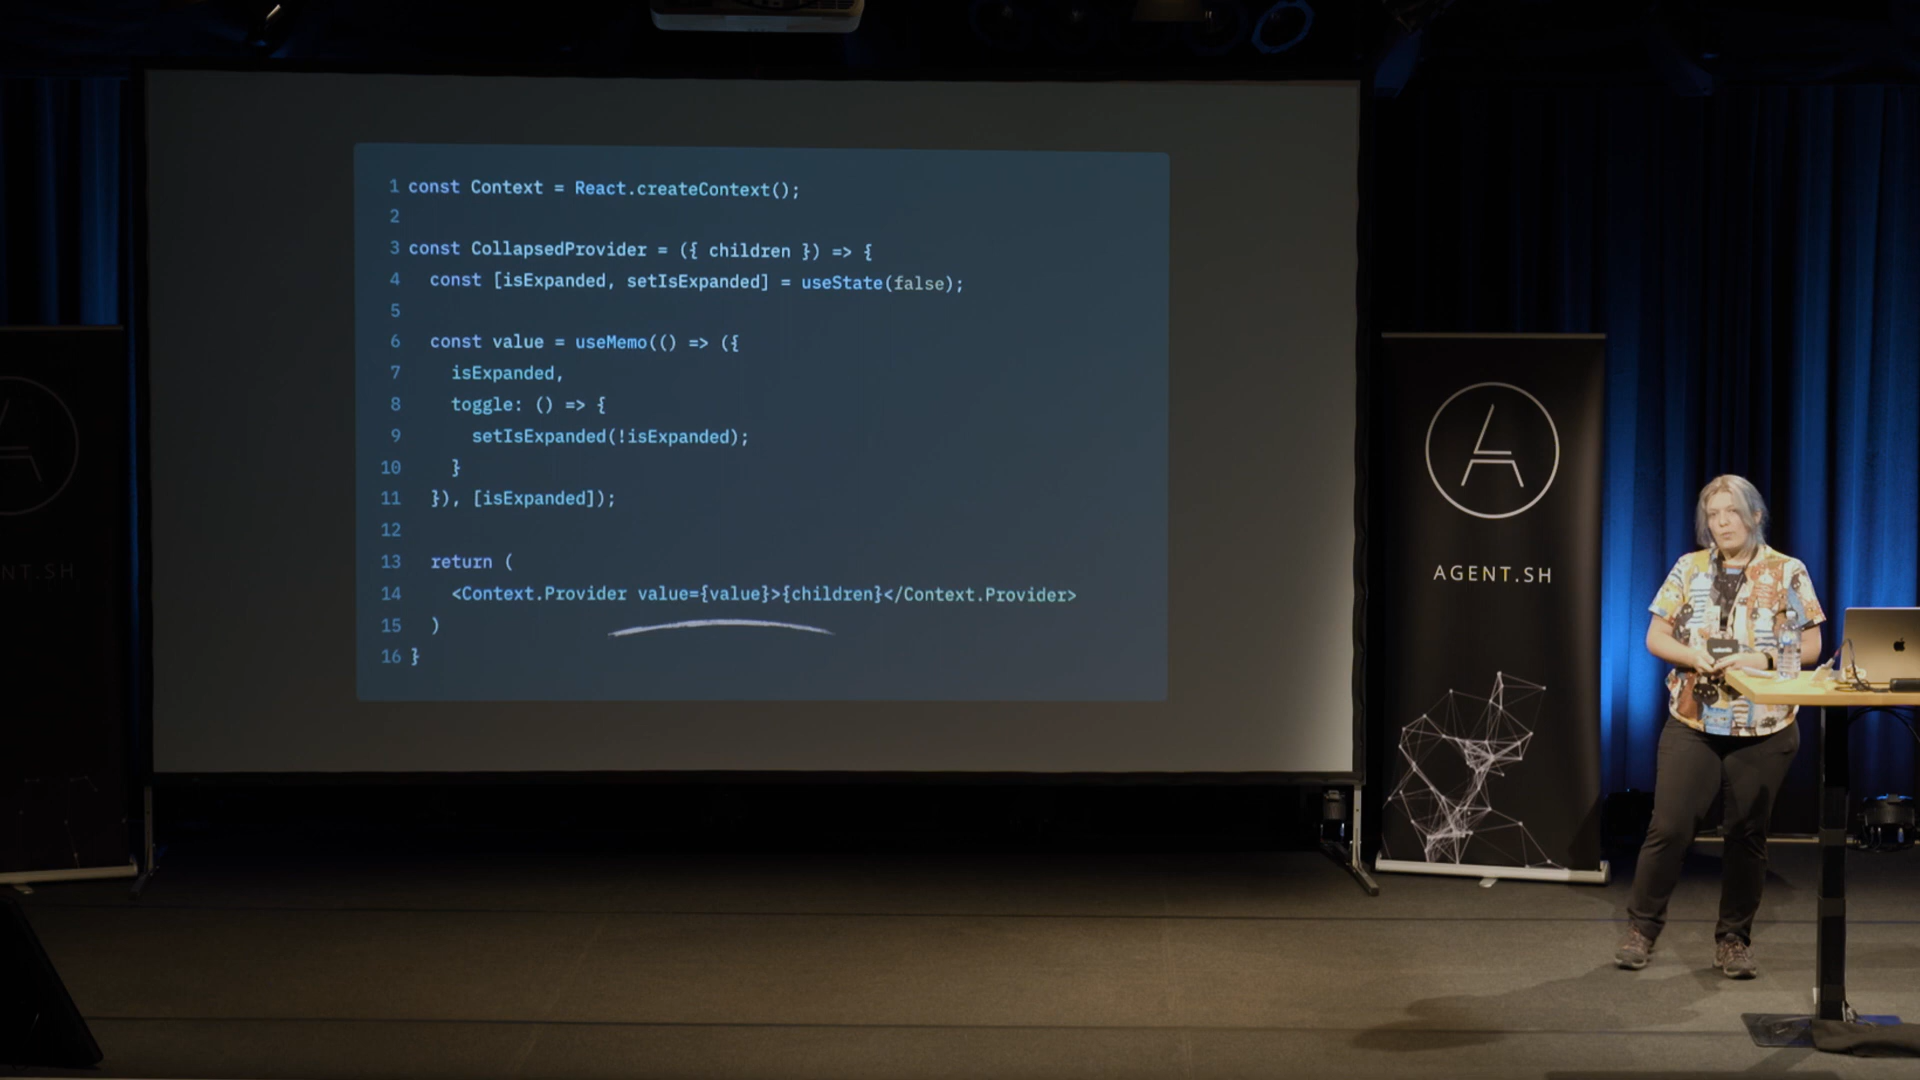 1 const Context = React.createContext();
2
3 const CollapsedProvider = ({ children }) => {
4   const [isExpanded, setIsExpanded] = useState(false);
5
6   const value = useMemo(() => ({
7     isExpanded,
8     toggle: () => {
9       setIsExpanded(!isExpanded);
10     }
11   }), [isExpanded]);
12
13   return (
14     <Context.Provider value={value}>{children}</Context.Provider>
15   )
16 }
NT.SH
AGENT.SH